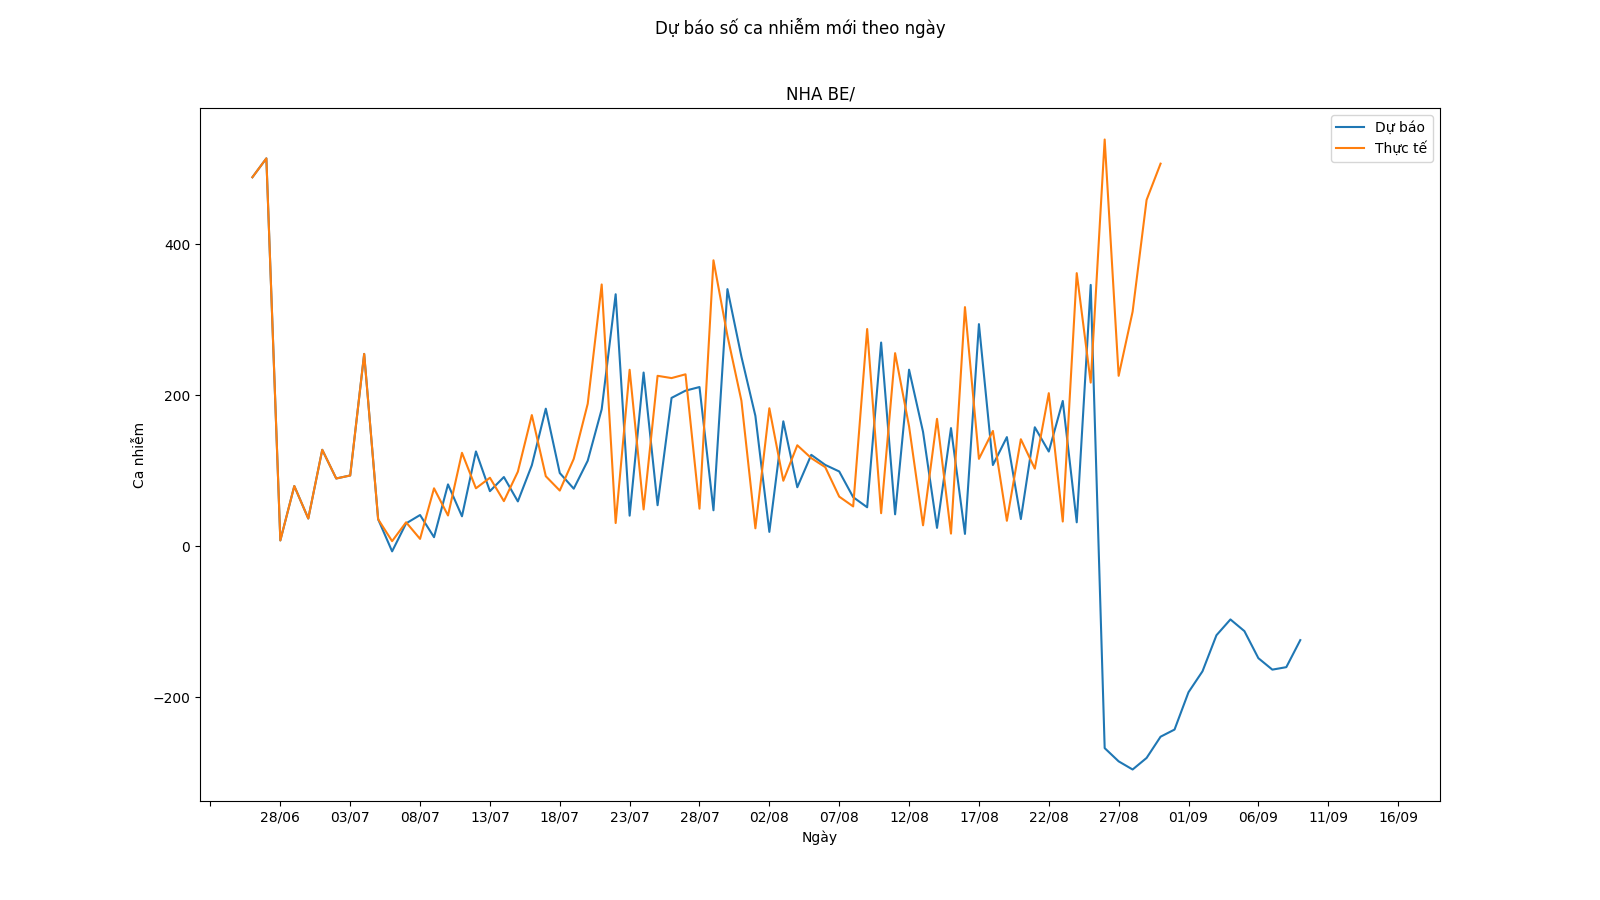 Dự báo số ca nhiễm mới theo ngày
NHA BE/
Dự báo
Thực tế
400
200
0
−200
Ca nhiễm
28/06 03/07 08/07 13/07 18/07 23/07 28/07 02/08 07/08 12/08 17/08 22/08 27/08 01/09 06/09 11/09 16/09
Ngày